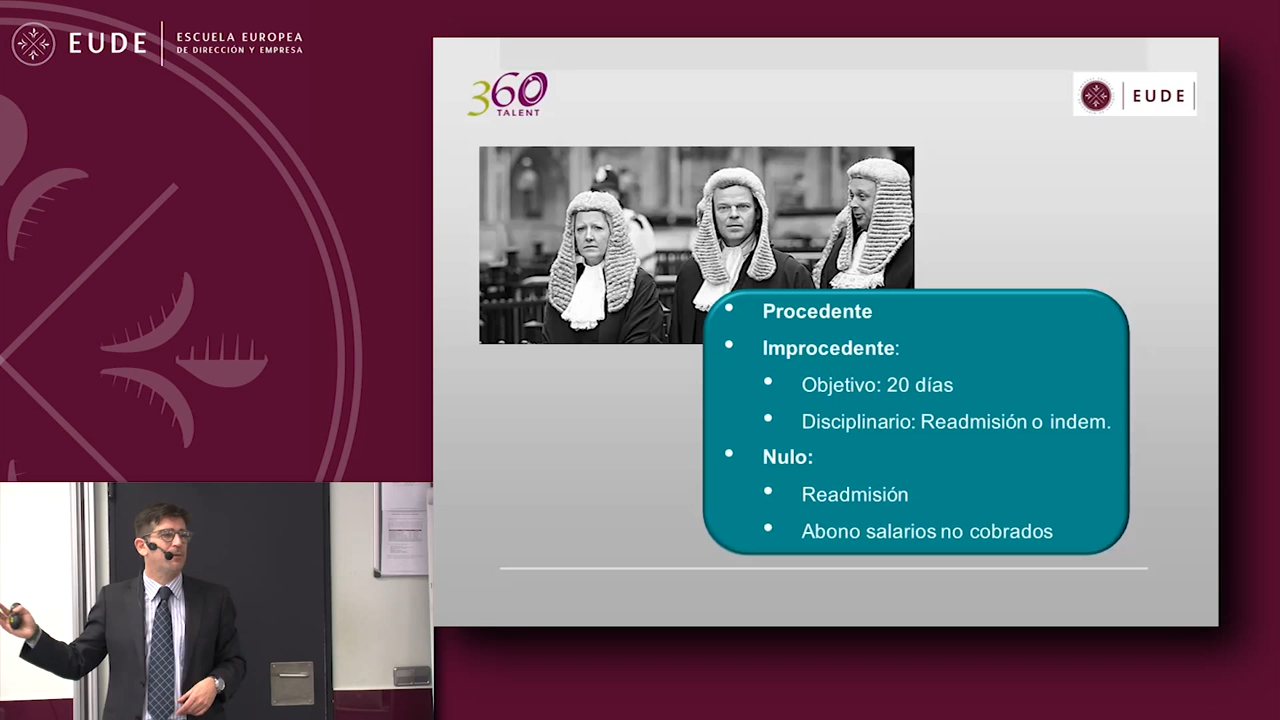 EUDE
ESCUELA EUROPEA
DE DIRECCIÓN Y EMPRESA
360
TALENT
EUDE
Procedente
Improcedente:
Objetivo: 20 días
Disciplinario: Readmisión o indem.
Nulo:
Readmisión
Abono salarios no cobrados